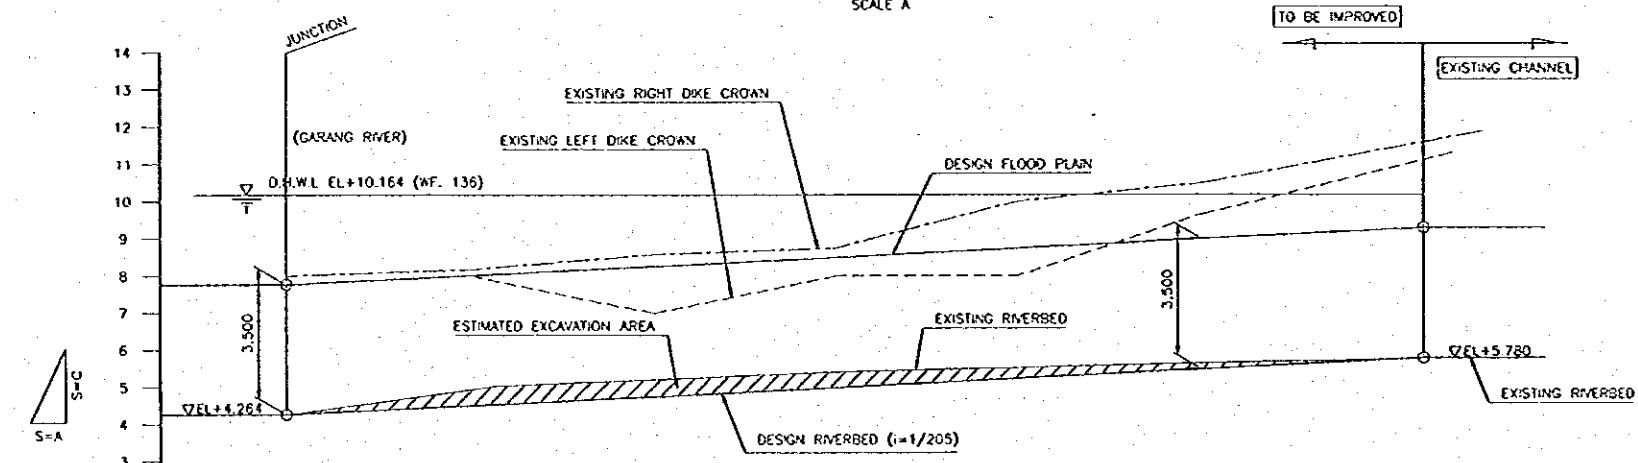 SCALE A
TO BE IMPROVED
JUNCTION
14
EXISTING CHANNEL
13
EXISTING RIGHT DIKE CROWN
12
(GARANG RIVER)
EXISTING LEFT DIKE CROWN
11
DESIGN FLOOD PLAIN
D.H.W.L EL+10.164 (WF. 136)
10
9
8
7
3.500
3.500
ESTIMATED EXCAVATION AREA
EXISTING RIVERBED
6
EL+5.780
5
S=C
EXISTING RIVERBED
EL+4.264
4
S=A
DESIGN RIVERBED (i=1/205)
3